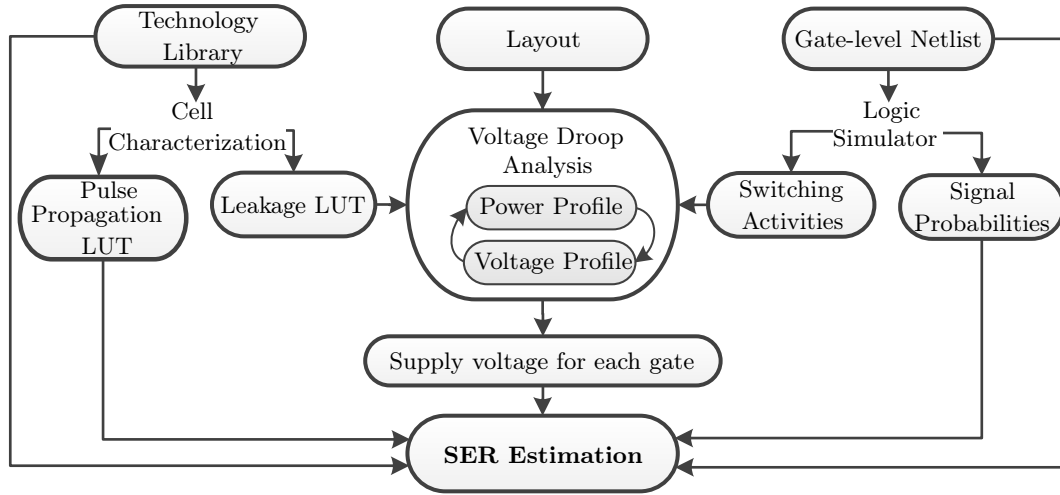 Technology
Library
Layout
Gate-level Netlist
Cell
Characterization
Logic
Simulator
Voltage Droop
Analysis
Power Profile
Voltage Profile
Pulse
Propagation
LUT
Leakage LUT
Switching
Activities
Signal
Probabilities
Supply voltage for each gate
SER Estimation